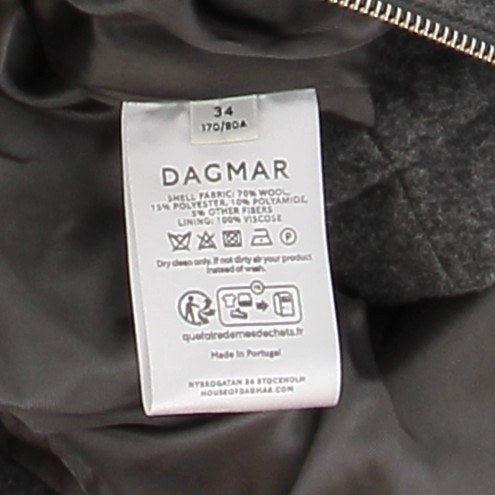 34
170/80A
DAGMAR
SHELL FABRIC: 70% WOOL,
15% POLYESTER, 10% POLYAMIDE,
5% OTHER FIBERS
LINING: 100% VISCOSE
P
Dry clean only. If not dirty air your product
instead of wash.
FR
quefairedemesdechets.fr
Made in Portugal
NYBROGATAN 36 STOCKHOLM
HOUSEOFDAGMAR.COM